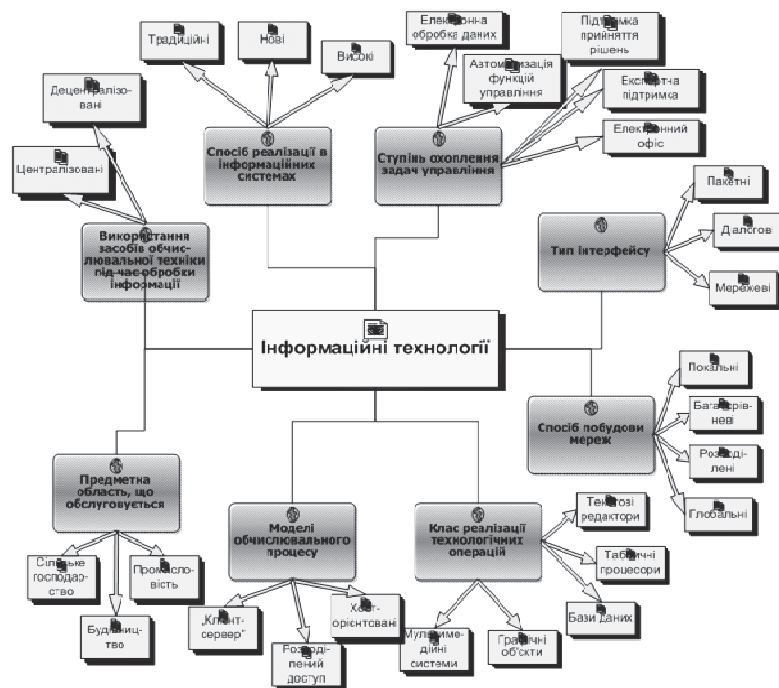 Традиційні
Нові
Високі
Електронна
обробка даних
Автоматизація
функцій
управління
Підтримка
прийняття
рішень
Експертна
підтримка
Електронний
офіс
Децентралізо-
вані
Централізовані
Спосіб реалізації в
інформаційних
системах
Ступінь охоплення
задач управління
Використання
засобів обчис-
лювальної техніки
під час обробки
інформації
Тип інтерфейсу
Пакетні
Діалогові
Мережеві
Інформаційні технології
Спосіб побудови
мереж
Локальні
Багаторів-
неві
Розподі-
лені
Глобальні
Предметна
область, що
обслуговується
Сільське
господар-
ство
Промисло-
вість
Будівниц-
тво
Моделі
обчислювального
процесу
„Клієнт-
сервер"
Розподі-
лений
доступ
Хост-
орієнтовані
Клас реалізації
технологічних
операцій
Текстові
редактори
Табличні
процесори
Бази даних
Мультиме-
дійні
системи
Графічні
об'єкти